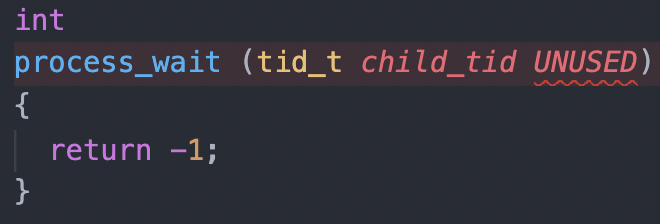 int
process_wait (tid_t child_tid UNUSED)
{
  return -1;
}